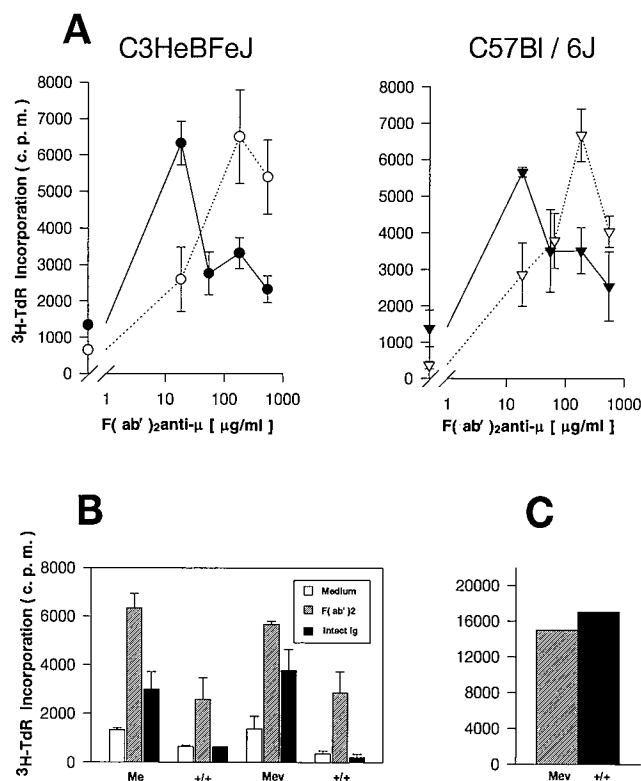 A
C3HeBFeJ
C57Bl / 6J
³H-TdR Incorporation ( c. p. m. )
8000
7000
6000
5000
4000
3000
2000
1000
0
1
10
100
1000
F( ab' )₂anti-µ [ µg/ml ]
8000
7000
6000
5000
4000
3000
2000
1000
0
1
10
100
1000
F( ab' )₂anti-µ [ µg/ml ]
B
C
³H-TdR Incorporation ( c. p. m. )
8000
6000
4000
2000
0
Medium
F( ab' )2
Intact Ig
Me
+/+
Mev
+/+
20000
16000
12000
8000
4000
0
Mev
+/+